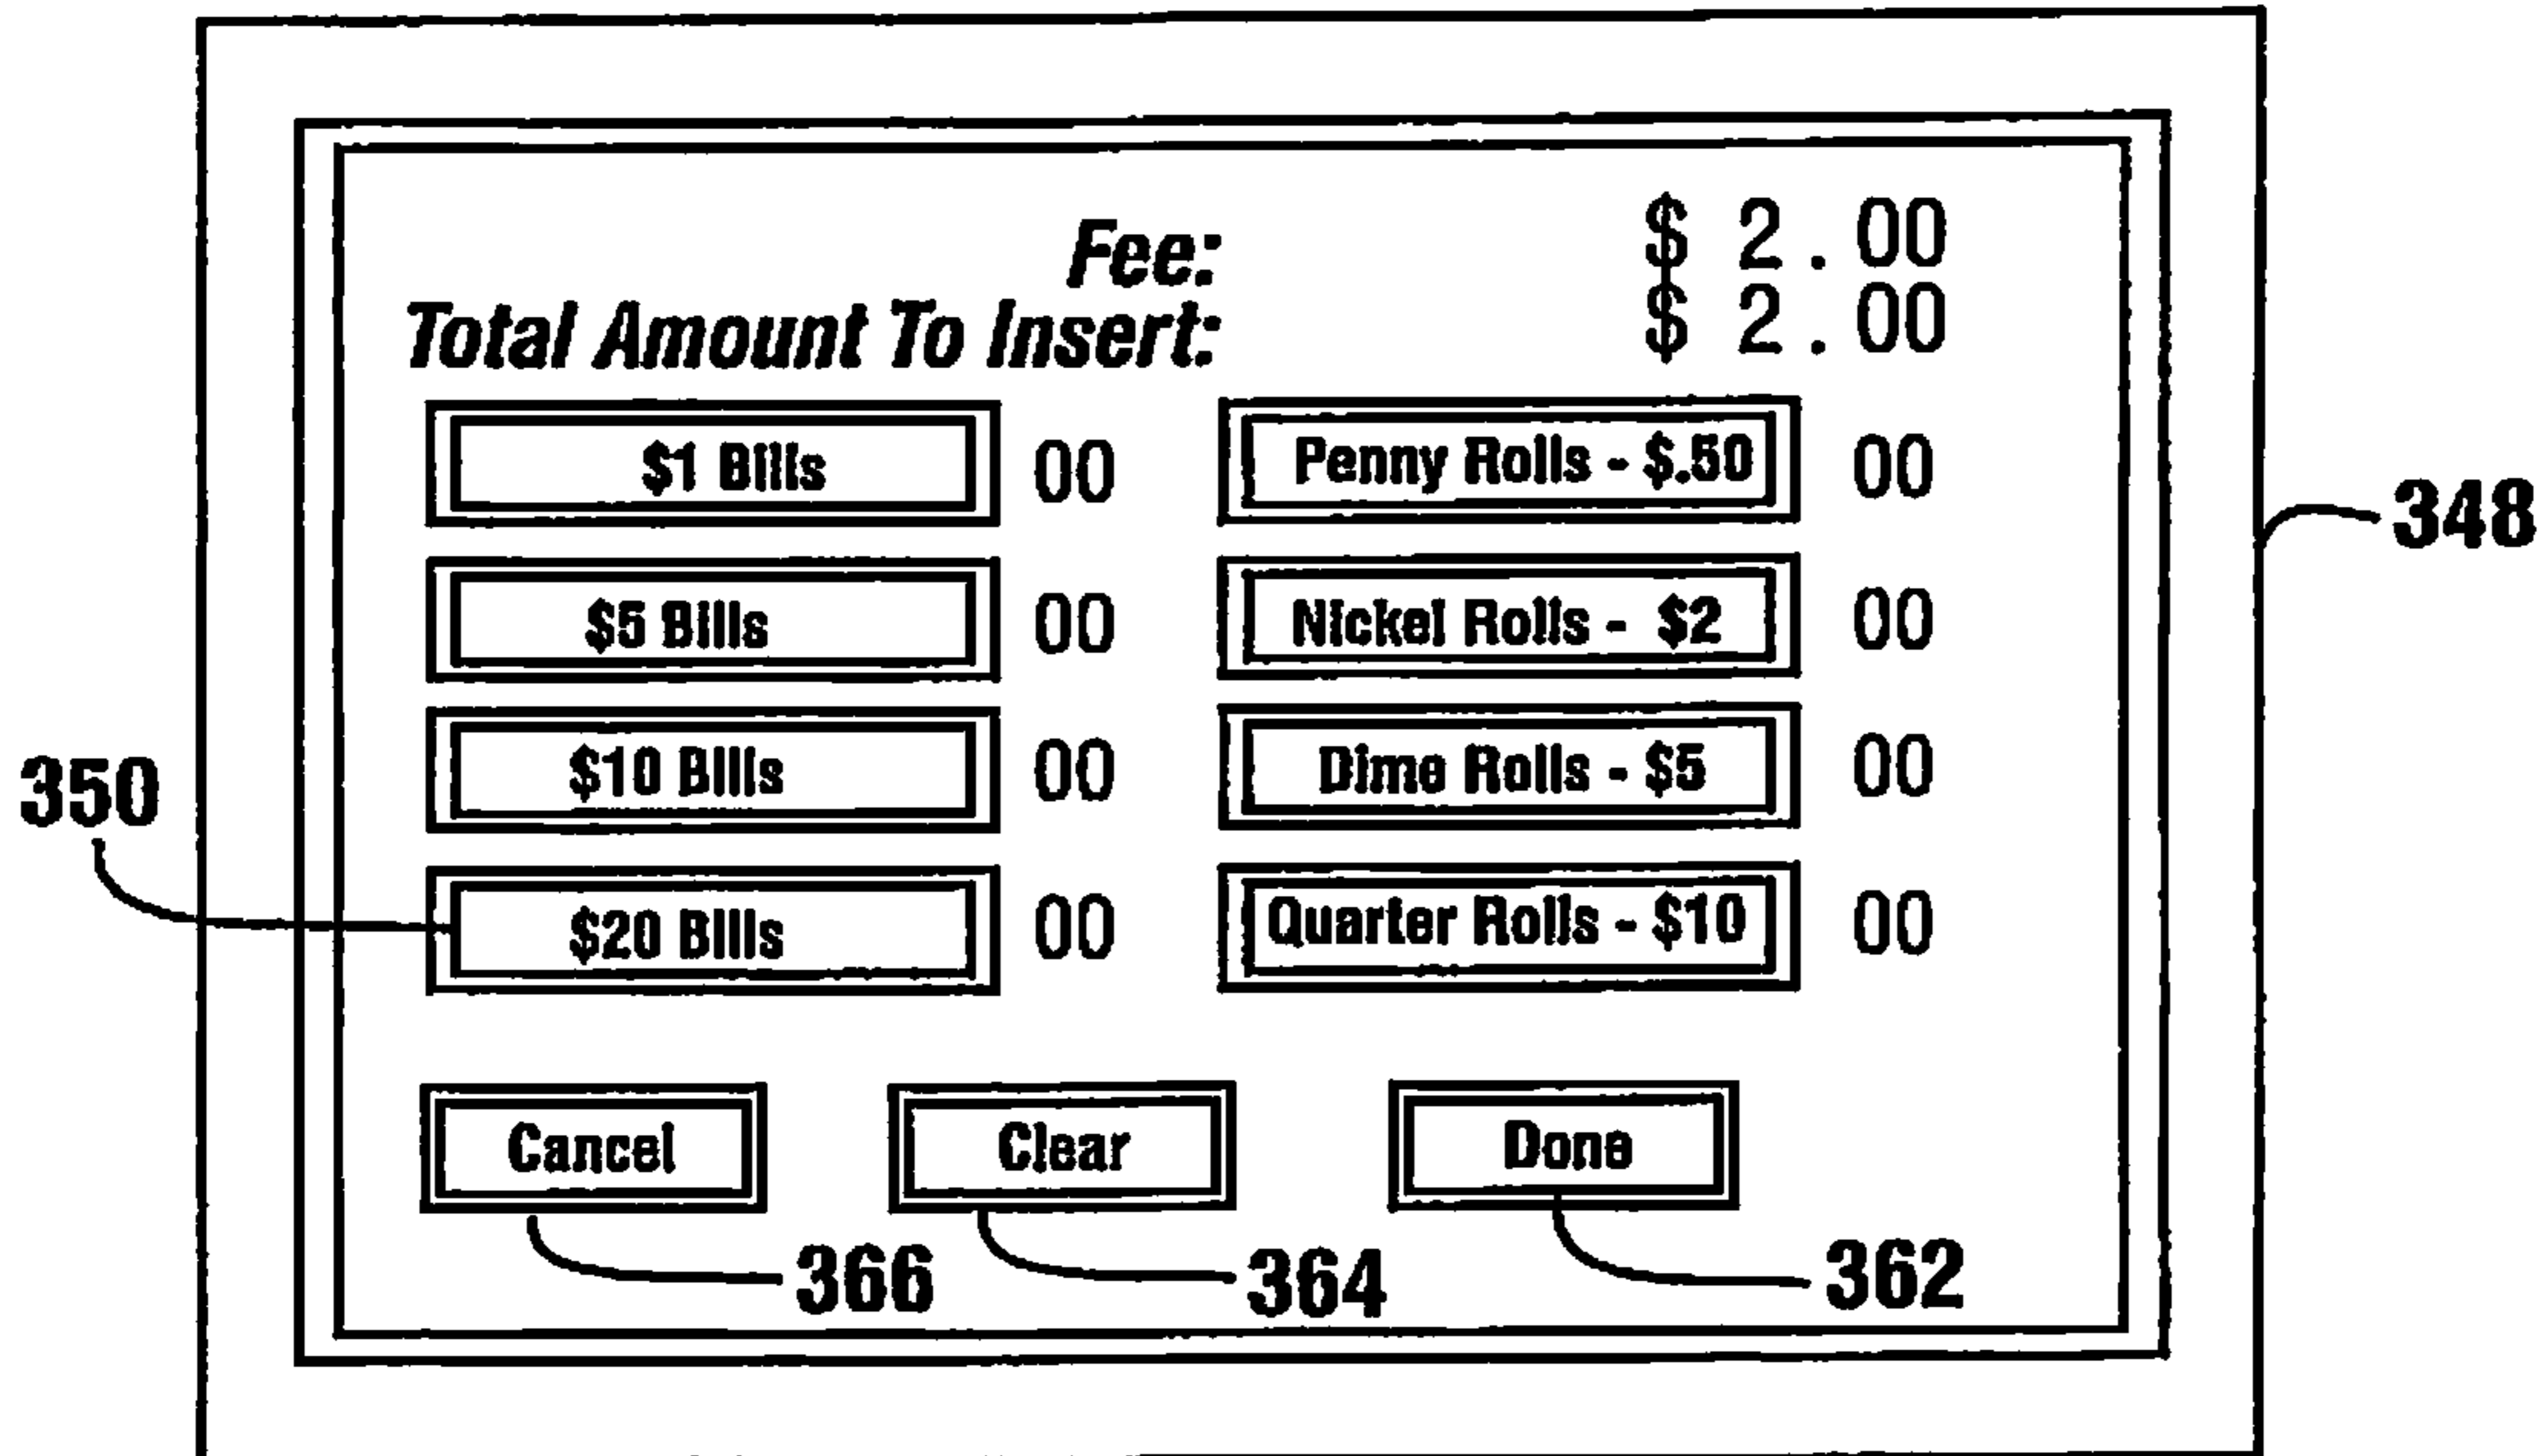 Fee: $ 2.00
Total Amount To Insert: $ 2.00
$1 Bills 00 Penny Rolls - $.50 00
348
$5 Bills 00 Nickel Rolls - $2 00
350
$10 Bills 00 Dime Rolls - $5 00
$20 Bills 00 Quarter Rolls - $10 00
Cancel Clear Done
366 364 362